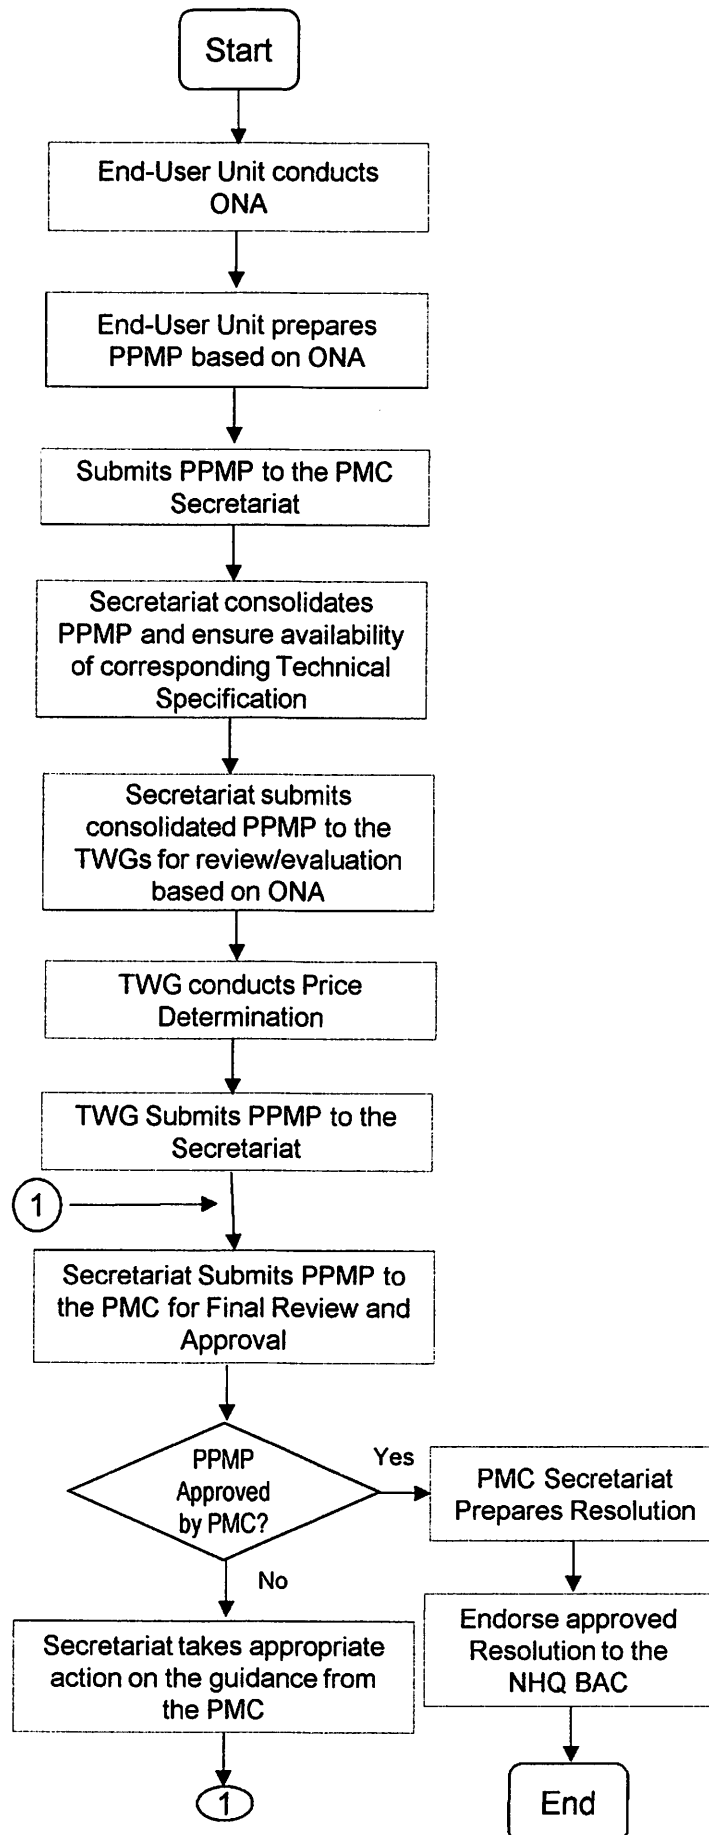 Start
End-User Unit conducts
ONA
End-User Unit prepares
PPMP based on ONA
Submits PPMP to the PMC
Secretariat
Secretariat consolidates
PPMP and ensure availability
of corresponding Technical
Specification
Secretariat submits
consolidated PPMP to the
TWGs for review/evaluation
based on ONA
TWG conducts Price
Determination
TWG Submits PPMP to the
Secretariat
1
Secretariat Submits PPMP to
the PMC for Final Review and
Approval
PPMP
Approved
by PMC?
Yes
PMC Secretariat
Prepares Resolution
No
Secretariat takes appropriate
action on the guidance from
the PMC
Endorse approved
Resolution to the
NHQ BAC
1
End